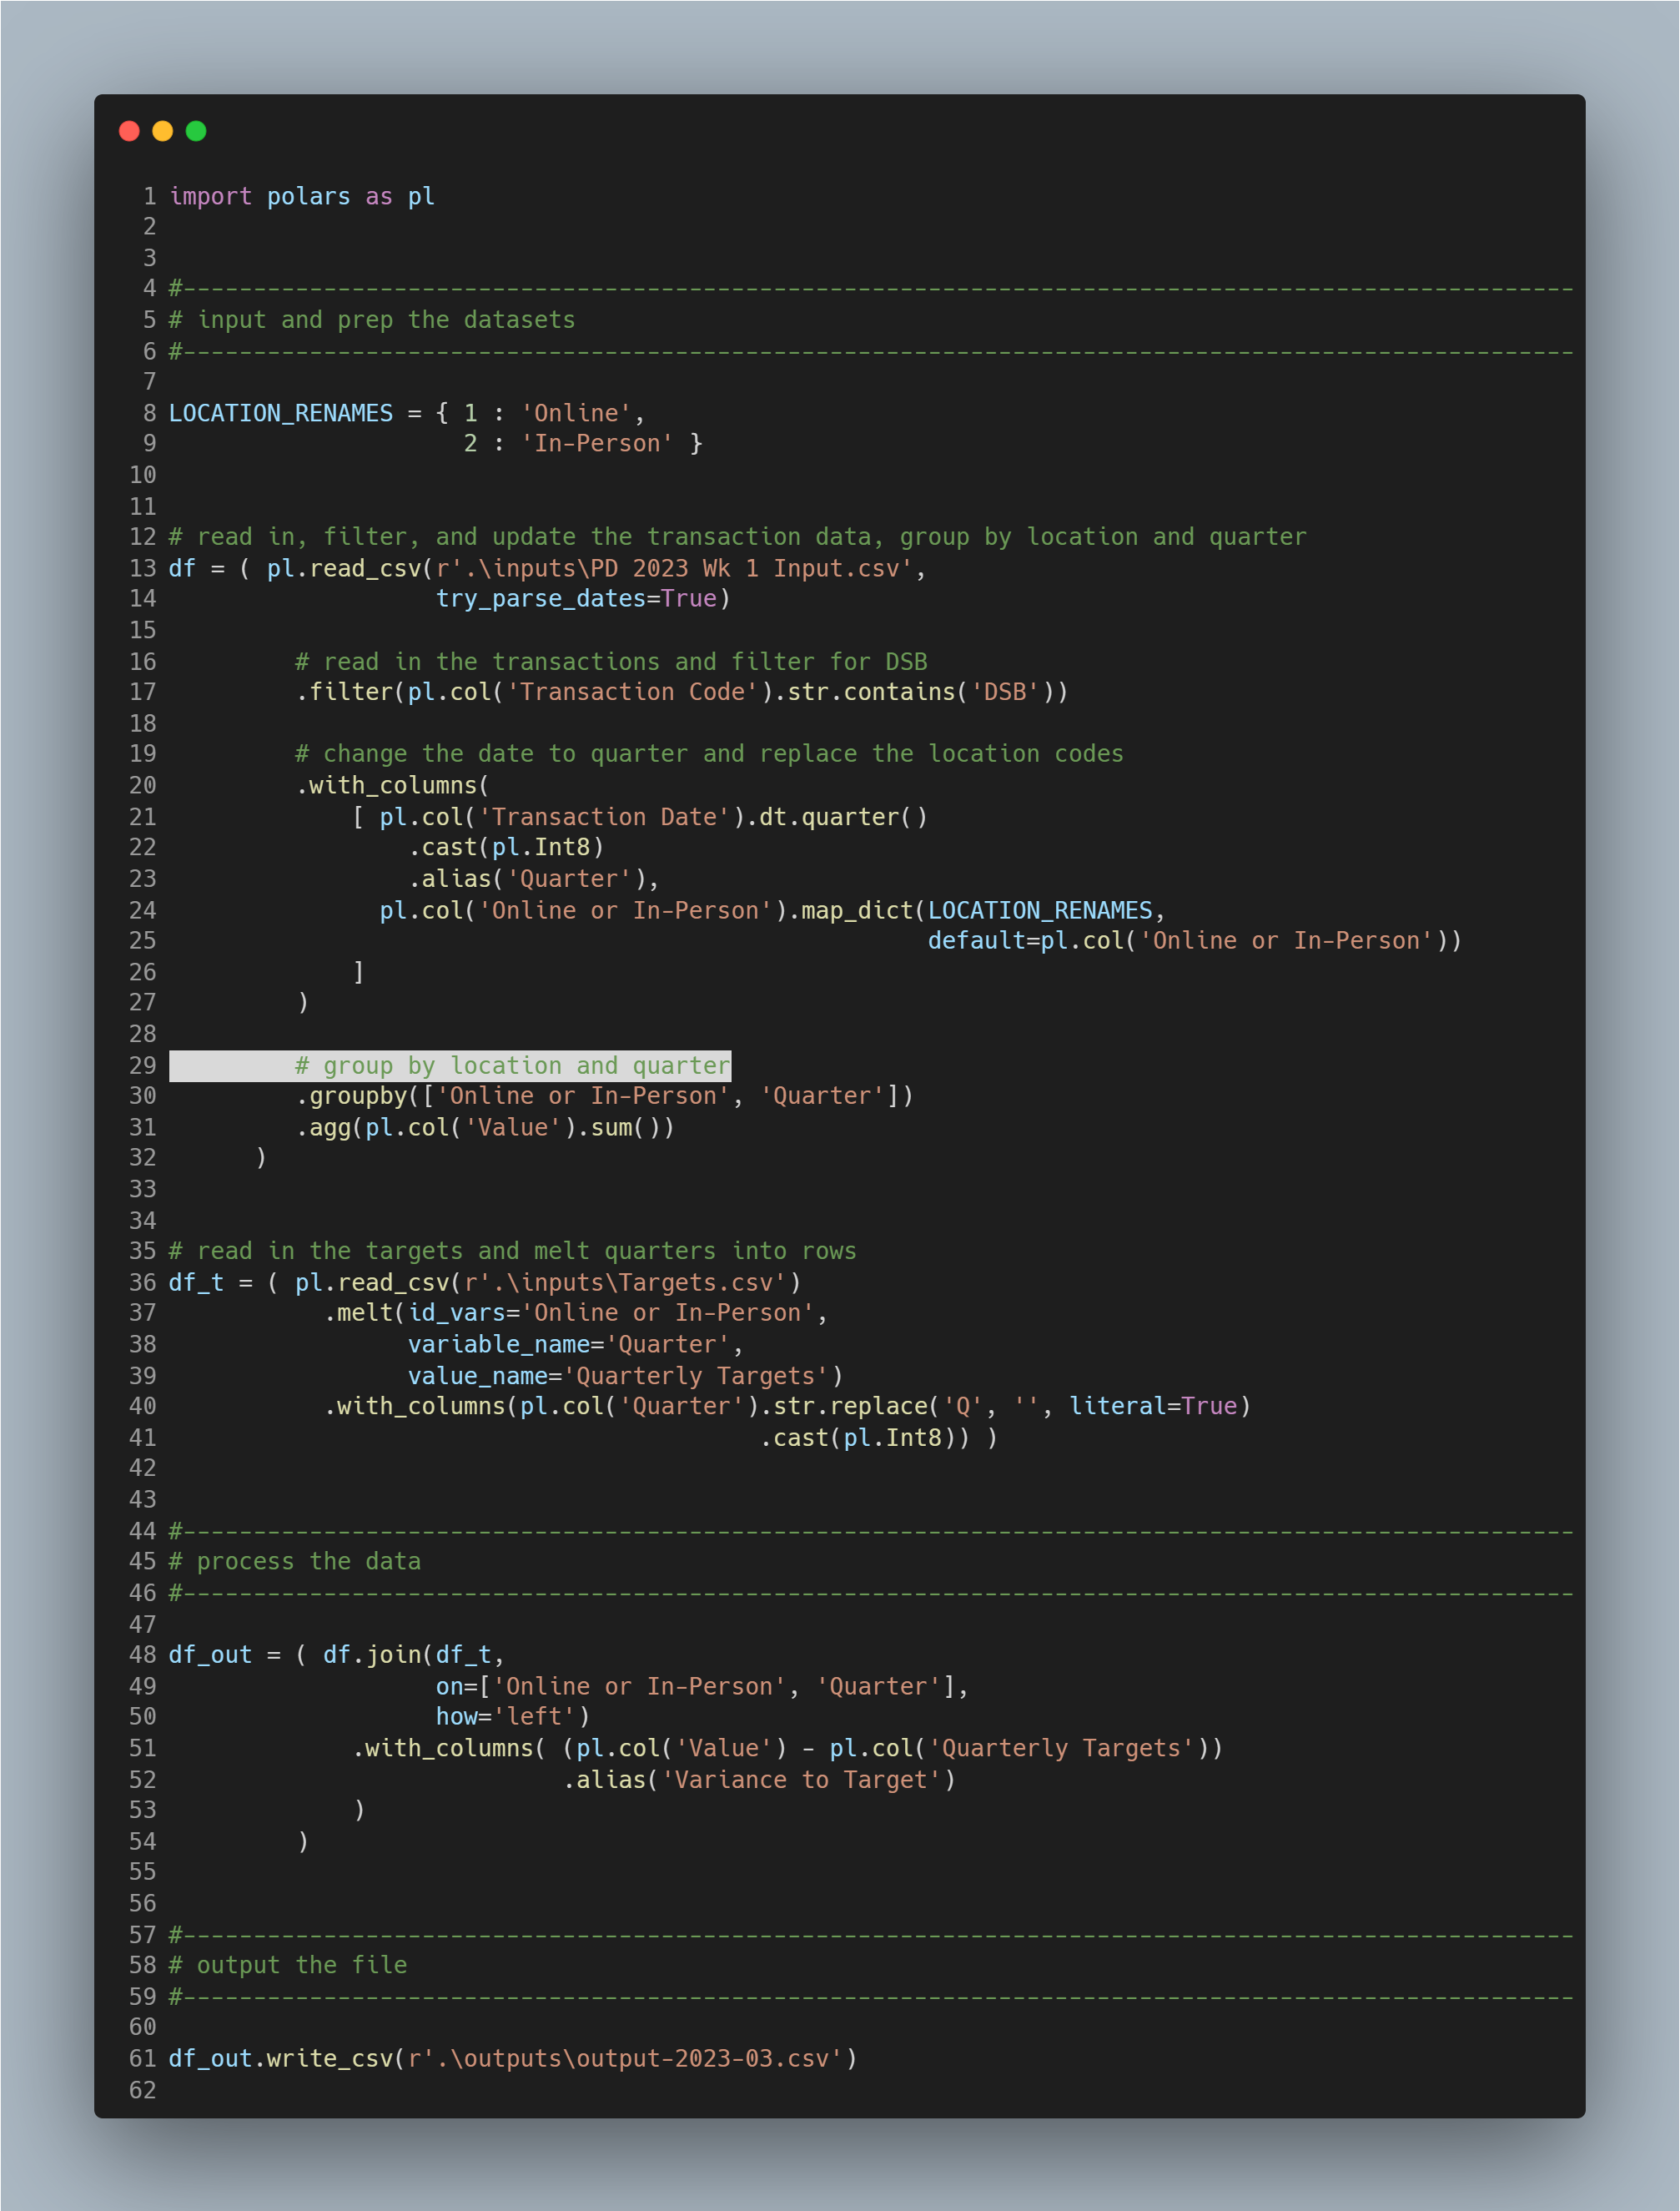 1 import polars as pl
2
3
4 #---------------------------------------------------------------------------------------------------
5 # input and prep the datasets
6 #---------------------------------------------------------------------------------------------------
7
8 LOCATION_RENAMES = { 1 : 'Online',
9                      2 : 'In-Person' }
10
11
12 # read in, filter, and update the transaction data, group by location and quarter
13 df = ( pl.read_csv(r'.\inputs\PD 2023 Wk 1 Input.csv',
14                    try_parse_dates=True)
15
16          # read in the transactions and filter for DSB
17          .filter(pl.col('Transaction Code').str.contains('DSB'))
18
19          # change the date to quarter and replace the location codes
20          .with_columns(
21              [ pl.col('Transaction Date').dt.quarter()
22                  .cast(pl.Int8)
23                  .alias('Quarter'),
24                pl.col('Online or In-Person').map_dict(LOCATION_RENAMES,
25                                                       default=pl.col('Online or In-Person'))
26              ]
27          )
28
29          # group by location and quarter
30          .groupby(['Online or In-Person', 'Quarter'])
31          .agg(pl.col('Value').sum())
32       )
33
34
35 # read in the targets and melt quarters into rows
36 df_t = ( pl.read_csv(r'.\inputs\Targets.csv')
37            .melt(id_vars='Online or In-Person',
38                  variable_name='Quarter',
39                  value_name='Quarterly Targets')
40            .with_columns(pl.col('Quarter').str.replace('Q', '', literal=True)
41                                           .cast(pl.Int8)) )
42
43
44 #---------------------------------------------------------------------------------------------------
45 # process the data
46 #---------------------------------------------------------------------------------------------------
47
48 df_out = ( df.join(df_t,
49                    on=['Online or In-Person', 'Quarter'],
50                    how='left')
51              .with_columns( (pl.col('Value') - pl.col('Quarterly Targets'))
52                             .alias('Variance to Target')
53              )
54          )
55
56
57 #---------------------------------------------------------------------------------------------------
58 # output the file
59 #---------------------------------------------------------------------------------------------------
60
61 df_out.write_csv(r'.\outputs\output-2023-03.csv')
62